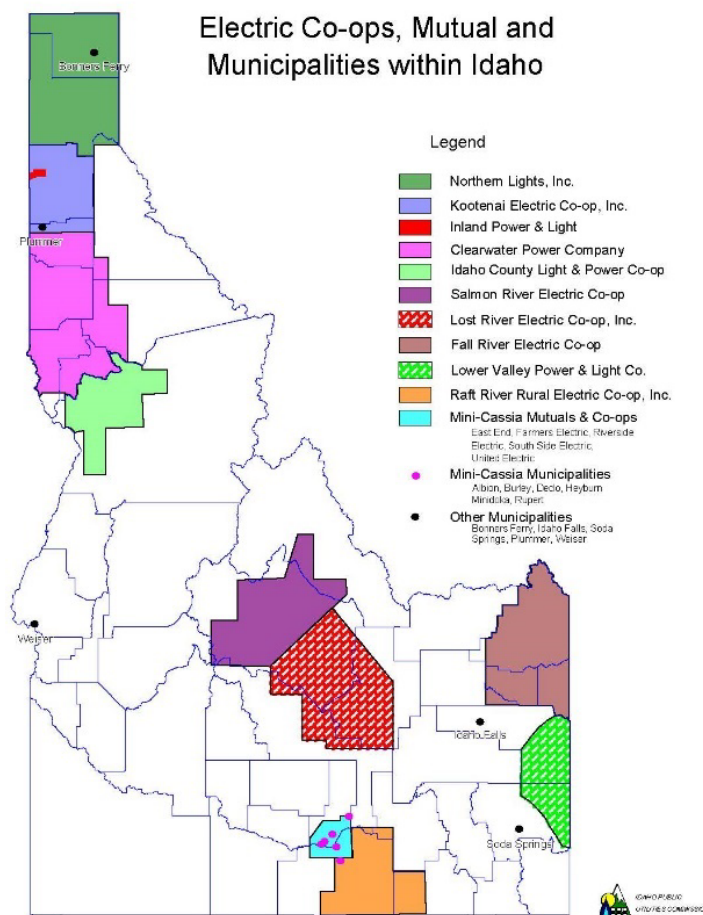 Electric Co-ops, Mutual and
Municipalities within Idaho
Bonners Ferry
Plummer
Weiser
Idaho Falls
Soda Springs
Legend
Northern Lights, Inc.
Kootenai Electric Co-op, Inc.
Inland Power & Light
Clearwater Power Company
Idaho County Light & Power Co-op
Salmon River Electric Co-op
Lost River Electric Co-op, Inc.
Fall River Electric Co-op
Lower Valley Power & Light Co.
Raft River Rural Electric Co-op, Inc.
Mini-Cassia Mutuals & Co-ops
East End, Farmers Electric, Riverside
Electric, South Side Electric,
United Electric
Mini-Cassia Municipalities
Albion, Burley, Declo, Heyburn
Minidoka, Rupert
Other Municipalities
Bonners Ferry, Idaho Falls, Soda
Springs, Plummer, Weiser
IDAHO PUBLIC
UTILITIES COMMISSION